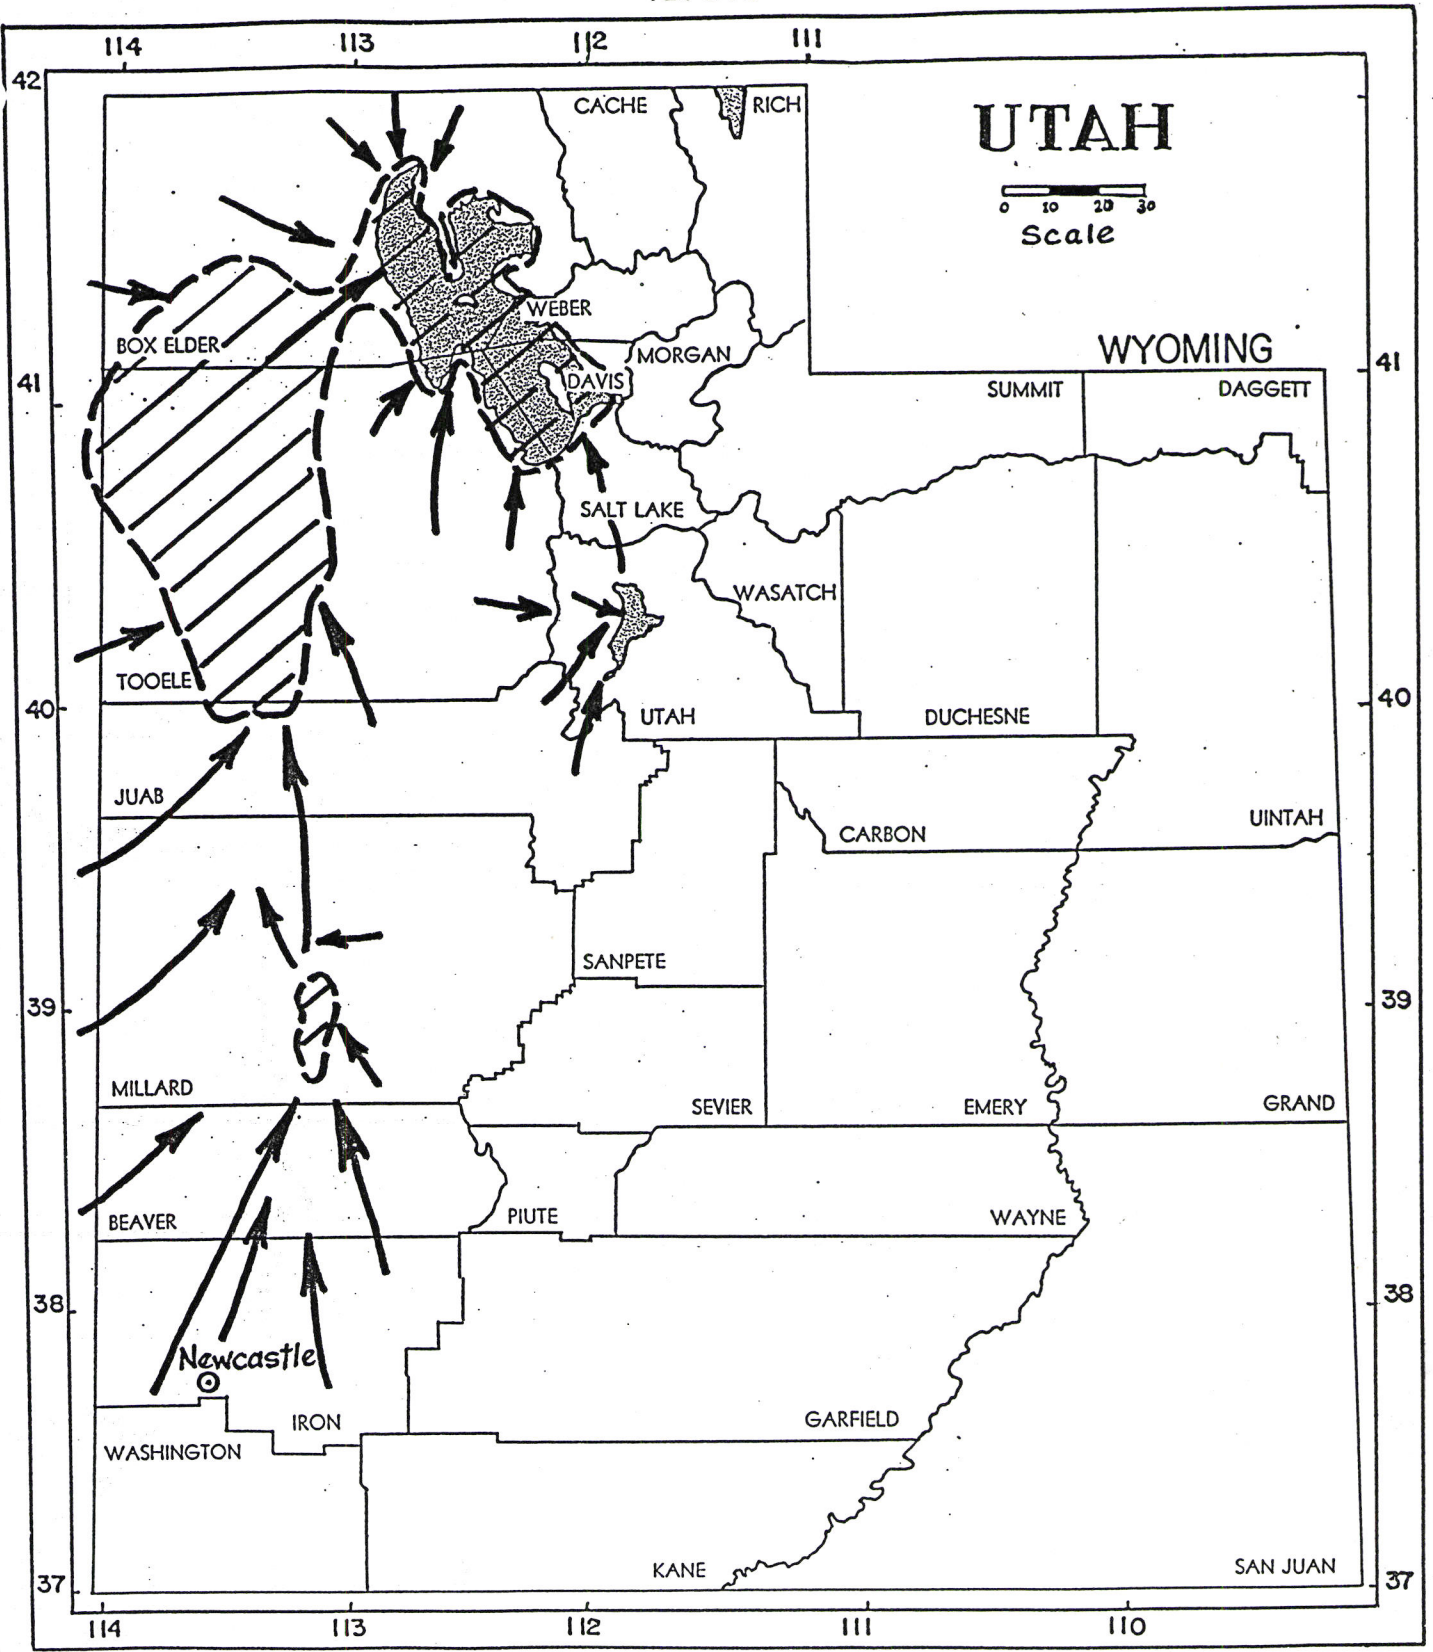 114 113 112 111
42
CACHE RICH
UTAH
0 10 20 30
Scale
WEBER
BOX ELDER
MORGAN
WYOMING
41 41
DAVIS
SUMMIT DAGGETT
SALT LAKE
WASATCH
TOOELE
40 40
UTAH DUCHESNE
JUAB
CARBON UINTAH
SANPETE
39 39
MILLARD
SEVIER EMERY GRAND
BEAVER PIUTE WAYNE
38 38
Newcastle
IRON GARFIELD
WASHINGTON
KANE SAN JUAN
37 37
114 113 112 111 110